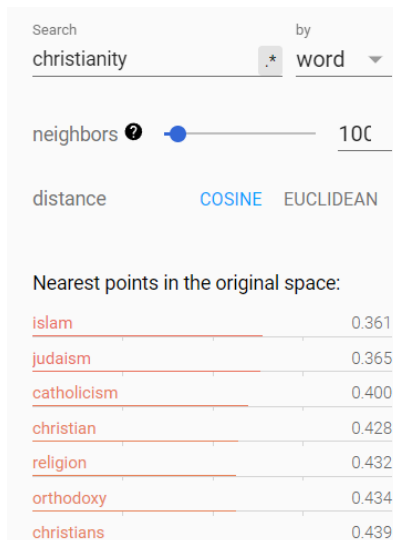 Search by
christianity .* word
neighbors ? 100
distance COSINE EUCLIDEAN
Nearest points in the original space:
islam 0.361
judaism 0.365
catholicism 0.400
christian 0.428
religion 0.432
orthodoxy 0.434
christians 0.439